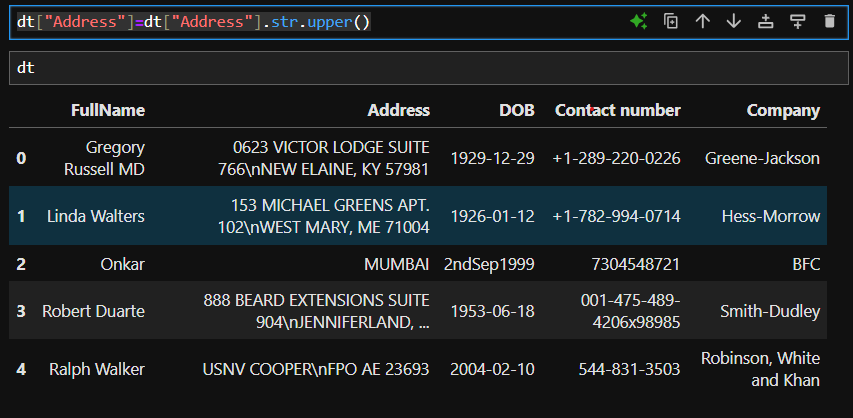 dt["Address"]=dt["Address"].str.upper()
dt
FullName Address DOB Contact number Company
0 Gregory Russell MD 0623 VICTOR LODGE SUITE 766\nNEW ELAINE, KY 57981 1929-12-29 +1-289-220-0226 Greene-Jackson
1 Linda Walters 153 MICHAEL GREENS APT. 102\nWEST MARY, ME 71004 1926-01-12 +1-782-994-0714 Hess-Morrow
2 Onkar MUMBAI 2ndSep1999 7304548721 BFC
3 Robert Duarte 888 BEARD EXTENSIONS SUITE 904\nJENNIFERLAND, ... 1953-06-18 001-475-489-4206x98985 Smith-Dudley
4 Ralph Walker USNV COOPER\nFPO AE 23693 2004-02-10 544-831-3503 Robinson, White and Khan